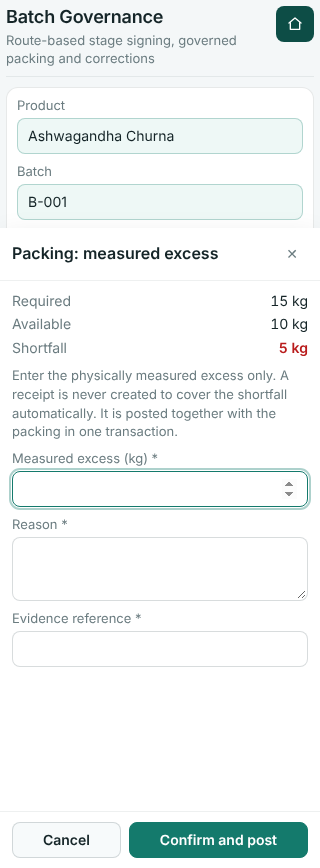 Batch Governance
Route-based stage signing, governed
packing and corrections
Product
Ashwagandha Churna
Batch
B-001
Packing: measured excess
×
Required 15 kg
Available 10 kg
Shortfall 5 kg
Enter the physically measured excess only. A
receipt is never created to cover the shortfall
automatically. It is posted together with the
packing in one transaction.
Measured excess (kg) *
Reason *
Evidence reference *
Cancel Confirm and post